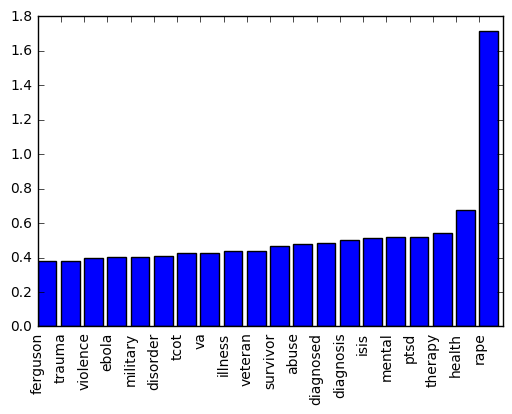 1.8
1.6
1.4
1.2
1.0
0.8
0.6
0.4
0.2
0.0
ferguson
trauma
violence
ebola
military
disorder
tcot
va
illness
veteran
survivor
abuse
diagnosed
diagnosis
isis
mental
ptsd
therapy
health
rape